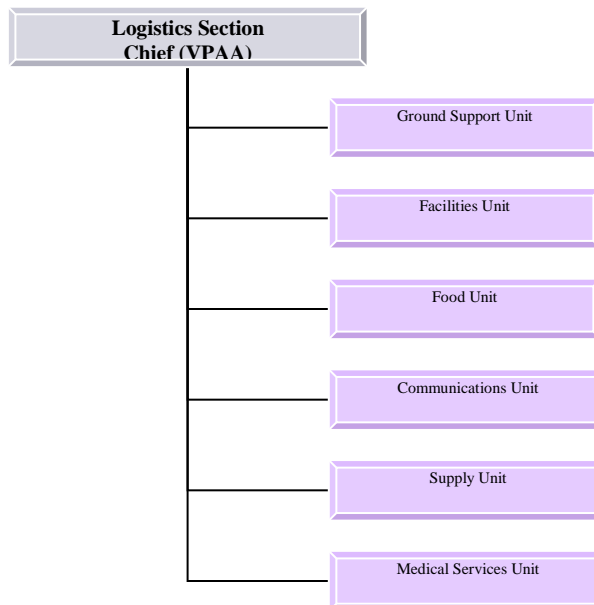 Logistics Section
Chief (VPAA)
Ground Support Unit
Facilities Unit
Food Unit
Communications Unit
Supply Unit
Medical Services Unit